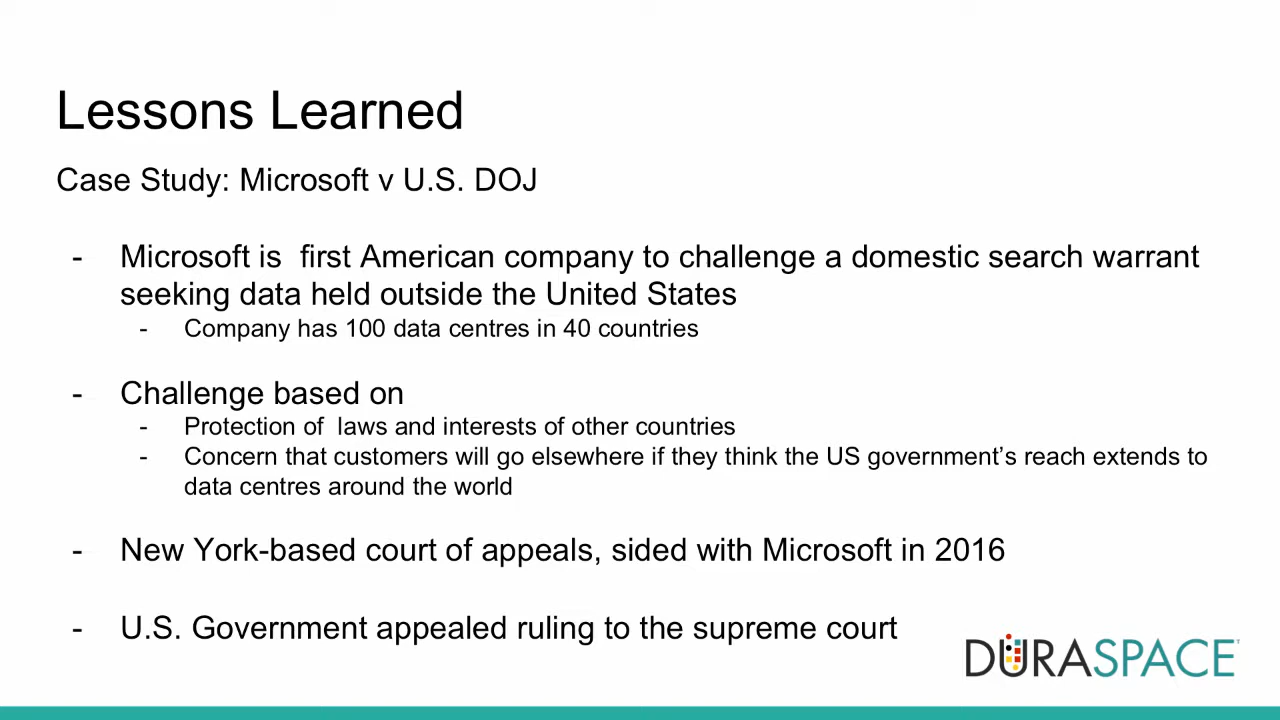 Lessons Learned
Case Study: Microsoft v U.S. DOJ
- Microsoft is  first American company to challenge a domestic search warrant
seeking data held outside the United States
- Company has 100 data centres in 40 countries
- Challenge based on
- Protection of  laws and interests of other countries
- Concern that customers will go elsewhere if they think the US government’s reach extends to
data centres around the world
- New York-based court of appeals, sided with Microsoft in 2016
- U.S. Government appealed ruling to the supreme court
DURASPACE